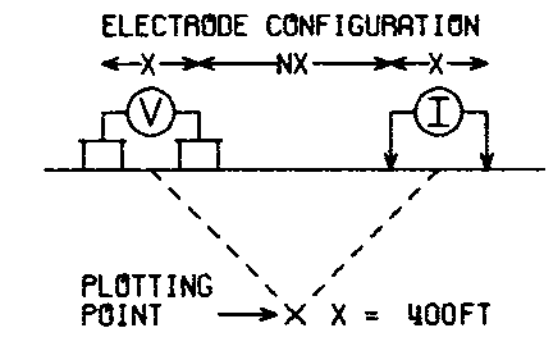 ELECTRODE CONFIGURATION
X NX X
V I
PLOTTING
POINT X X = 400FT